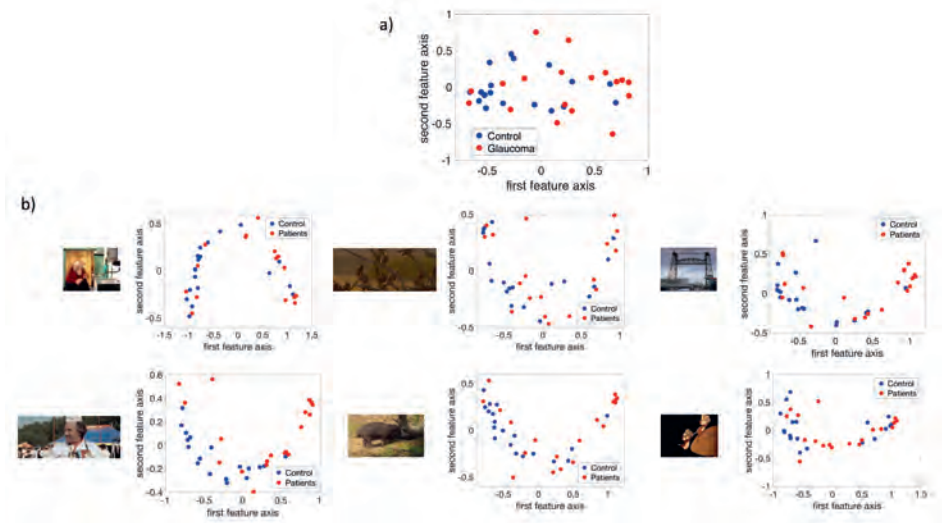 a)
1
0.5
0
-0.5
-1
second feature axis
Control
Glaucoma
-0.5 0 0.5 1
first feature axis
b)
0.5
0
-0.5
second feature axis
Control
Patients
-1.5 -1 -0.5 0 0.5 1 1.5
first feature axis
0.5
0
-0.5
second feature axis
Control
Patients
-1 -0.5 0 0.5 1
first feature axis
1
0.5
0
-0.5
second feature axis
Control
Patients
-1 -0.5 0 0.5 1
first feature axis
0.6
0.4
0.2
0
-0.2
-0.4
second feature axis
Control
Patients
-1 -0.5 0 0.5 1
first feature axis
0.5
0
-0.5
second feature axis
Control
Patients
-1 -0.5 0 0.5 1
first feature axis
1
0.5
0
-0.5
-1
second feature axis
Control
Patients
-1 -0.5 0 0.5 1 1.5
first feature axis